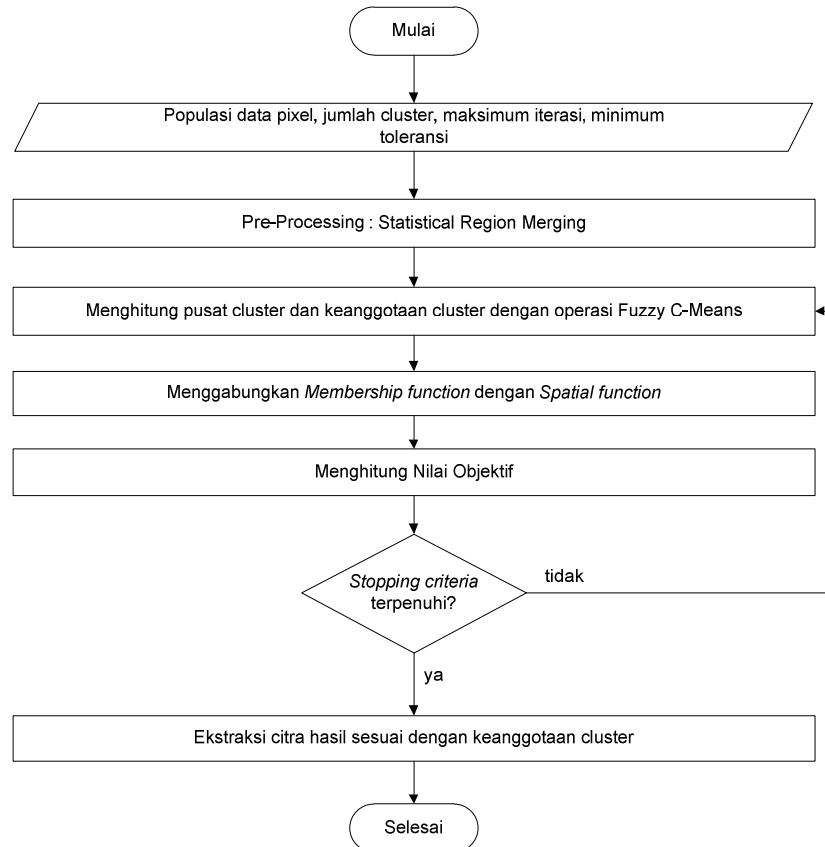 Mulai
Populasi data pixel, jumlah cluster, maksimum iterasi, minimum
toleransi
Pre-Processing : Statistical Region Merging
Menghitung pusat cluster dan keanggotaan cluster dengan operasi Fuzzy C-Means
Menggabungkan Membership function dengan Spatial function
Menghitung Nilai Objektif
Stopping criteria
terpenuhi?
tidak
ya
Ekstraksi citra hasil sesuai dengan keanggotaan cluster
Selesai